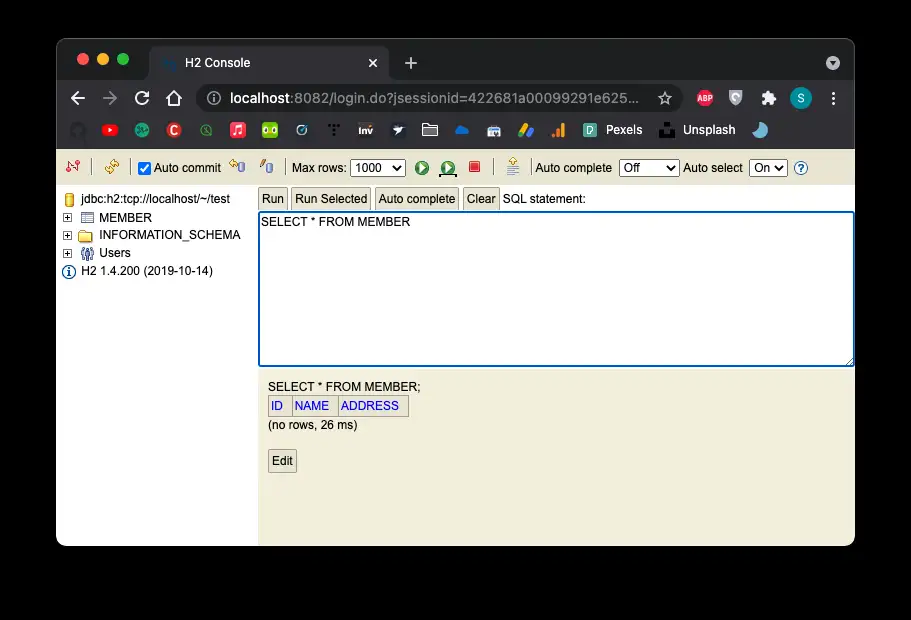 H2 Console
localhost:8082/login.do?jsessionid=422681a00099291e625...
ABP
S
C
inv
D
Pexels
Unsplash
Auto commit
Max rows:
1000
Auto complete
Off
Auto select
On
?
jdbc:h2:tcp://localhost/~/test
MEMBER
INFORMATION_SCHEMA
Users
H2 1.4.200 (2019-10-14)
Run
Run Selected
Auto complete
Clear
SQL statement:
SELECT * FROM MEMBER
SELECT * FROM MEMBER;
ID NAME ADDRESS
(no rows, 26 ms)
Edit